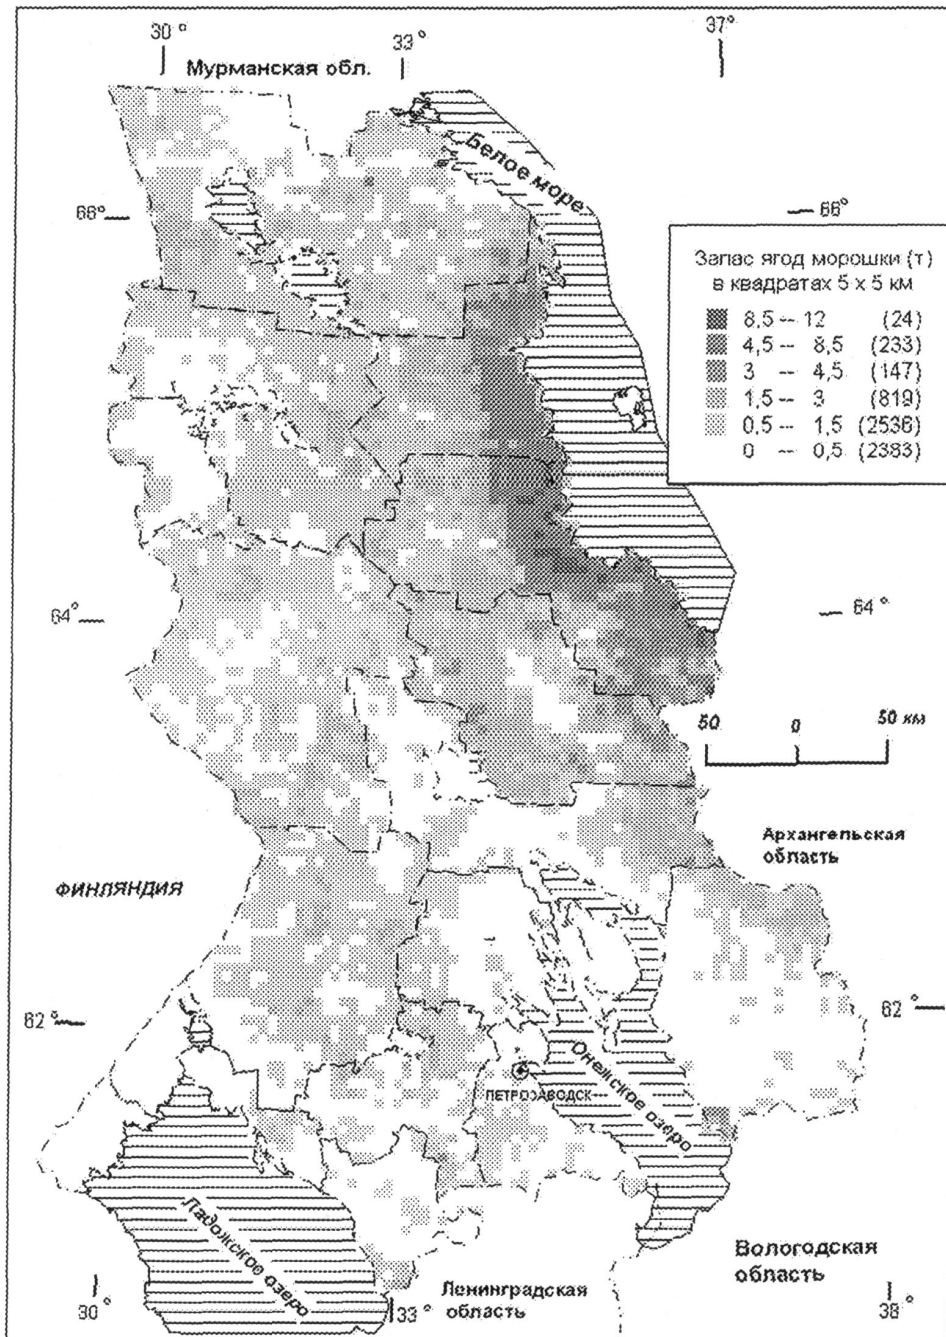 30°
33°
37°
Мурманская обл.
Белое море
66°
66°
Запас ягод морошки (т)
в квадратах 5 x 5 км
8,5 -- 12 (24)
4,5 -- 8,5 (233)
3 -- 4,5 (147)
1,5 -- 3 (819)
0,5 -- 1,5 (2536)
0 -- 0,5 (2383)
64°
64°
50 0 50 км
Архангельская
область
ФИНЛЯНДИЯ
62°
62°
Онежское озеро
ПЕТРОЗАВОДСК
Ладожское озеро
Вологодская
область
Ленинградская
область
30°
33°
38°